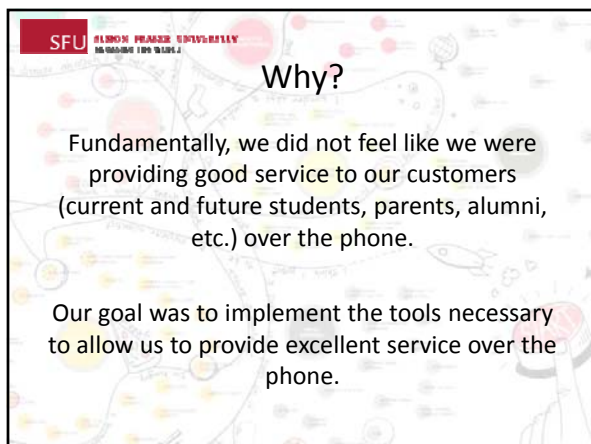 SFU SIMON FRASER UNIVERSITY
Why?
Fundamentally, we did not feel like we were
providing good service to our customers
(current and future students, parents, alumni,
etc.) over the phone.
Our goal was to implement the tools necessary
to allow us to provide excellent service over the
phone.